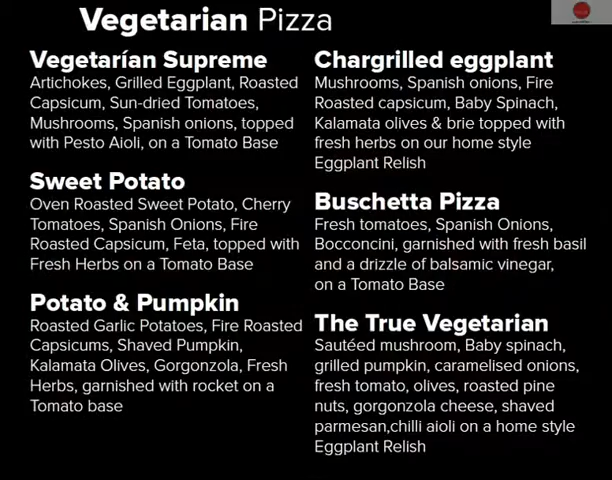 Vegetarian Pizza
Vegetarían Supreme
Artichokes, Grilled Eggplant, Roasted
Capsicum, Sun-dried Tomatoes,
Mushrooms, Spanish onions, topped
with Pesto Aioli, on a Tomato Base
Sweet Potato
Oven Roasted Sweet Potato, Cherry
Tomatoes, Spanish Onions, Fire
Roasted Capsicum, Feta, topped with
Fresh Herbs on a Tomato Base
Potato & Pumpkin
Roasted Garlic Potatoes, Fire Roasted
Capsicums, Shaved Pumpkin,
Kalamata Olives, Gorgonzola, Fresh
Herbs, garnished with rocket on a
Tomato base
Chargrilled eggplant
Mushrooms, Spanish onions, Fire
Roasted capsicum, Baby Spinach,
Kalamata olives & brie topped with
fresh herbs on our home style
Eggplant Relish
Buschetta Pizza
Fresh tomatoes, Spanish Onions,
Bocconcini, garnished with fresh basil
and a drizzle of balsamic vinegar,
on a Tomato Base
The True Vegetarian
Sautéed mushroom, Baby spinach,
grilled pumpkin, caramelised onions,
fresh tomato, olives, roasted pine
nuts, gorgonzola cheese, shaved
parmesan,chilli aioli on a home style
Eggplant Relish